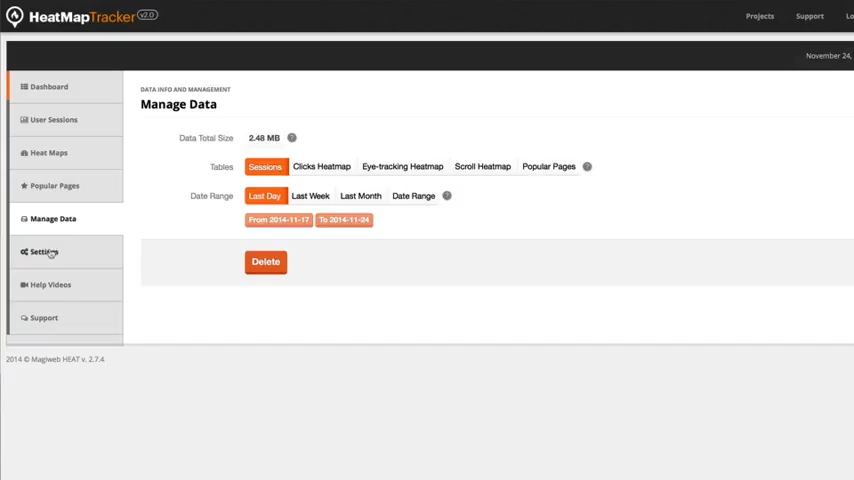 HeatMapTracker v2.0
Projects Support
November 24,
Dashboard
User Sessions
Heat Maps
Popular Pages
Manage Data
Settings
Help Videos
Support
DATA INFO AND MANAGEMENT
Manage Data
Data Total Size 2.48 MB ?
Tables Sessions Clicks Heatmap Eye-tracking Heatmap Scroll Heatmap Popular Pages ?
Date Range Last Day Last Week Last Month Date Range ?
From 2014-11-17 To 2014-11-24
Delete
2014 © Magiweb HEAT v. 2.7.4